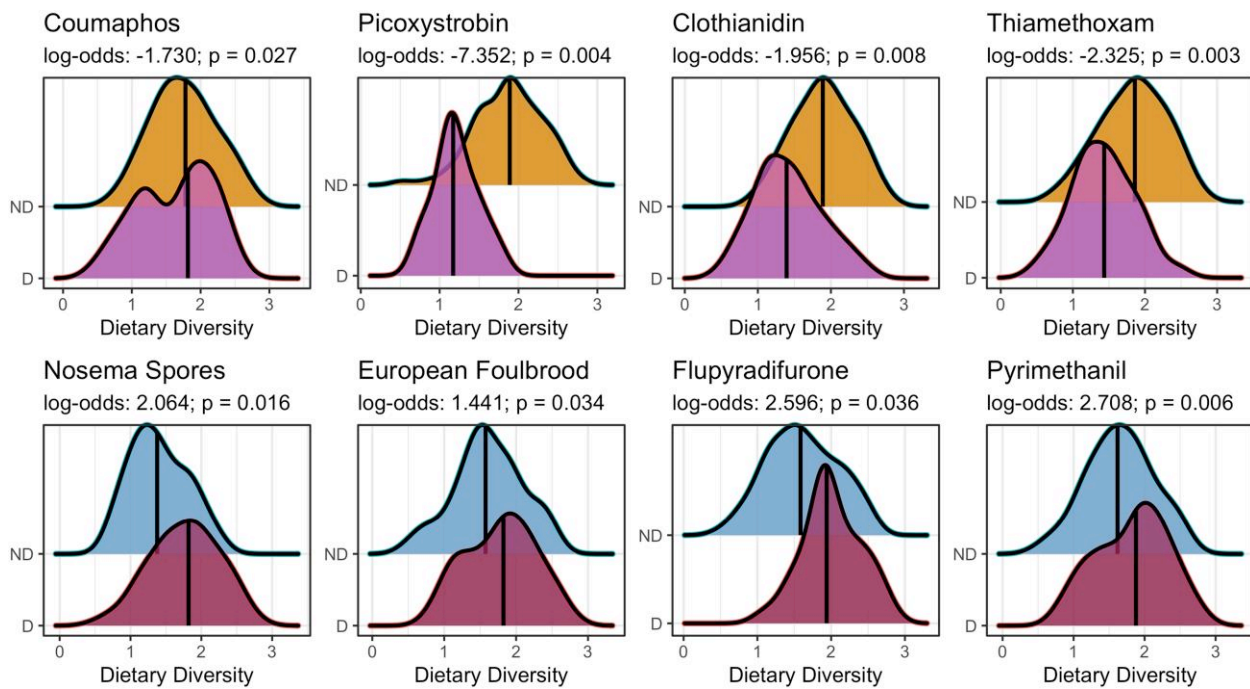 Coumaphos
log-odds: -1.730; p = 0.027
ND
D
0 1 2 3
Dietary Diversity
Picoxystrobin
log-odds: -7.352; p = 0.004
ND
D
0 1 2 3
Dietary Diversity
Clothianidin
log-odds: -1.956; p = 0.008
ND
D
0 1 2 3
Dietary Diversity
Thiamethoxam
log-odds: -2.325; p = 0.003
ND
D
0 1 2 3
Dietary Diversity
Nosema Spores
log-odds: 2.064; p = 0.016
ND
D
0 1 2 3
Dietary Diversity
European Foulbrood
log-odds: 1.441; p = 0.034
ND
D
0 1 2 3
Dietary Diversity
Flupyradifurone
log-odds: 2.596; p = 0.036
ND
D
0 1 2 3
Dietary Diversity
Pyrimethanil
log-odds: 2.708; p = 0.006
ND
D
0 1 2 3
Dietary Diversity